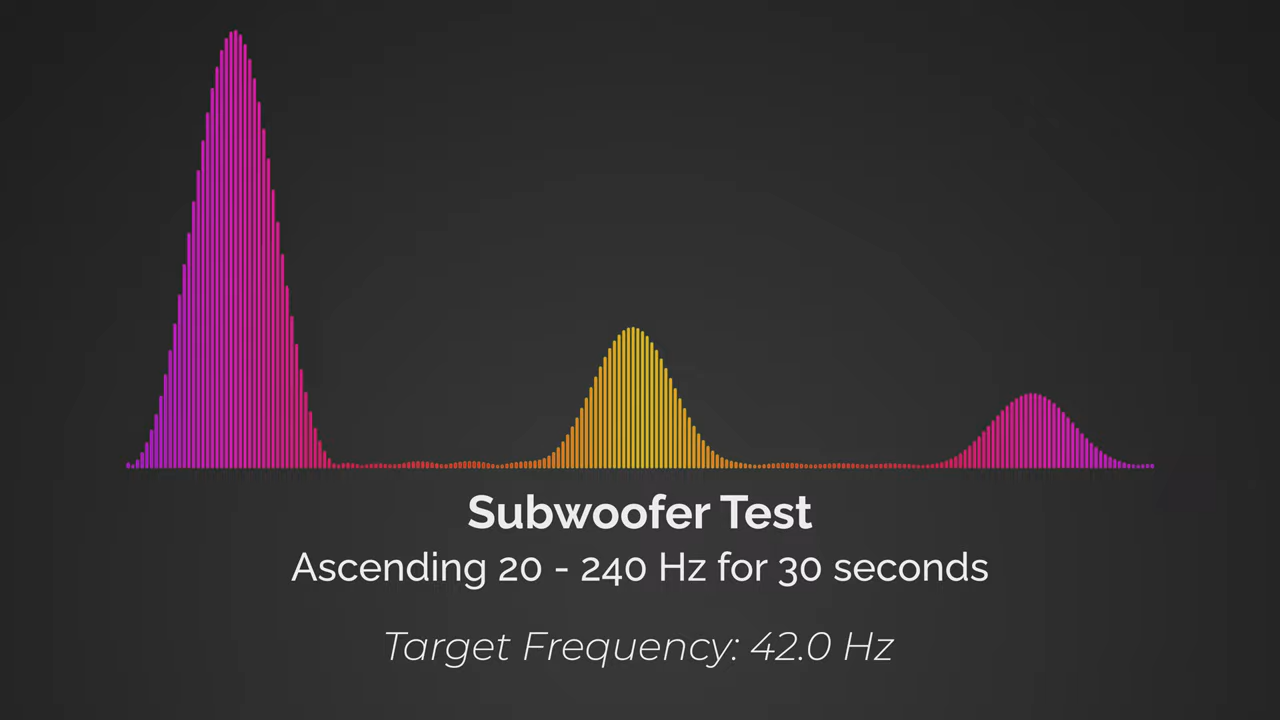 Subwoofer Test
Ascending 20 - 240 Hz for 30 seconds
Target Frequency: 42.0 Hz